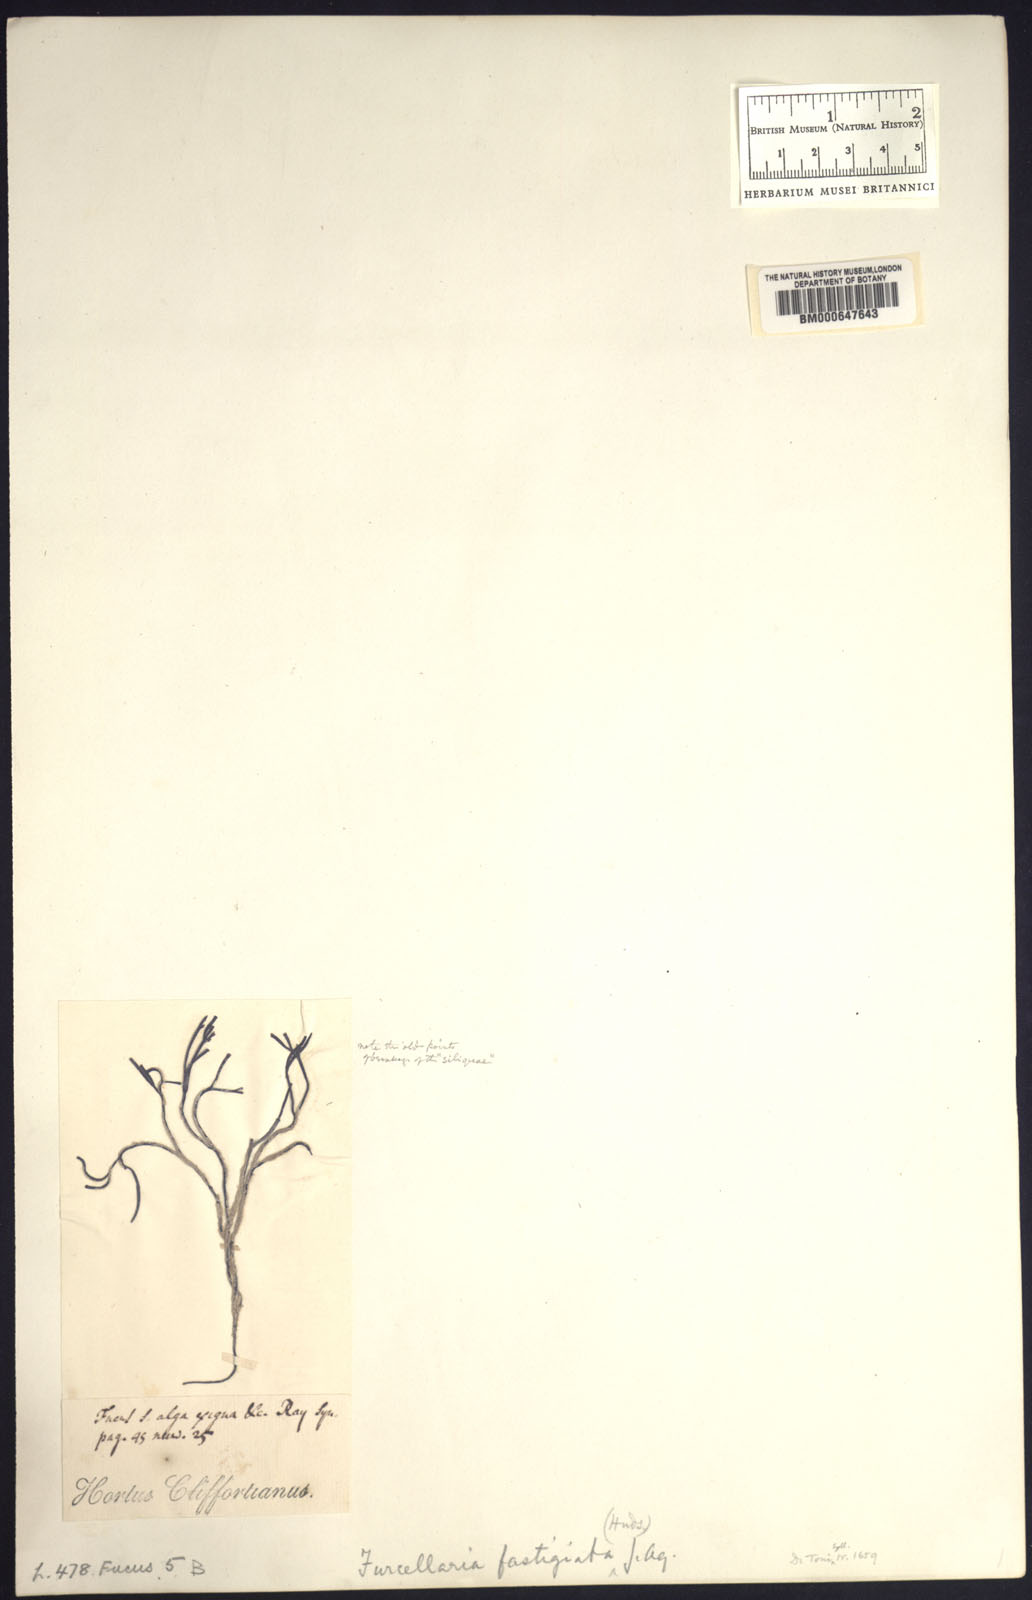 1 2
BRITISH MUSEUM (NATURAL HISTORY)
1 2 3 4 5
HERBARIUM MUSEI BRITANNICI
THE NATURAL HISTORY MUSEUM, LONDON
DEPARTMENT OF BOTANY
BM000647643
note the old points
of breakage of the "siliquae"
Fucus s. alga exigua &c. Ray Syn.
pag. 45 num. 25
Hortus Cliffortianus.
L. 478 Fucus 5 B
Furcellaria fastigiata (Huds.) J. Ag.
De Toni, Syll. IV. 1659